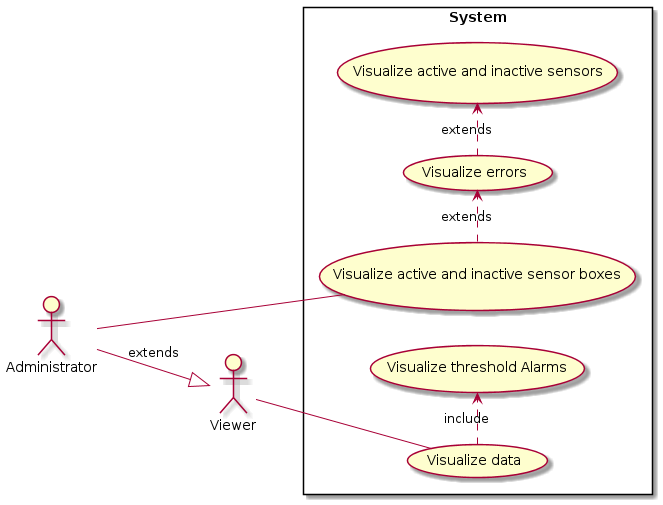 System
Visualize active and inactive sensors
extends
Visualize errors
extends
Visualize active and inactive sensor boxes
Administrator
extends
Viewer
Visualize threshold Alarms
include
Visualize data